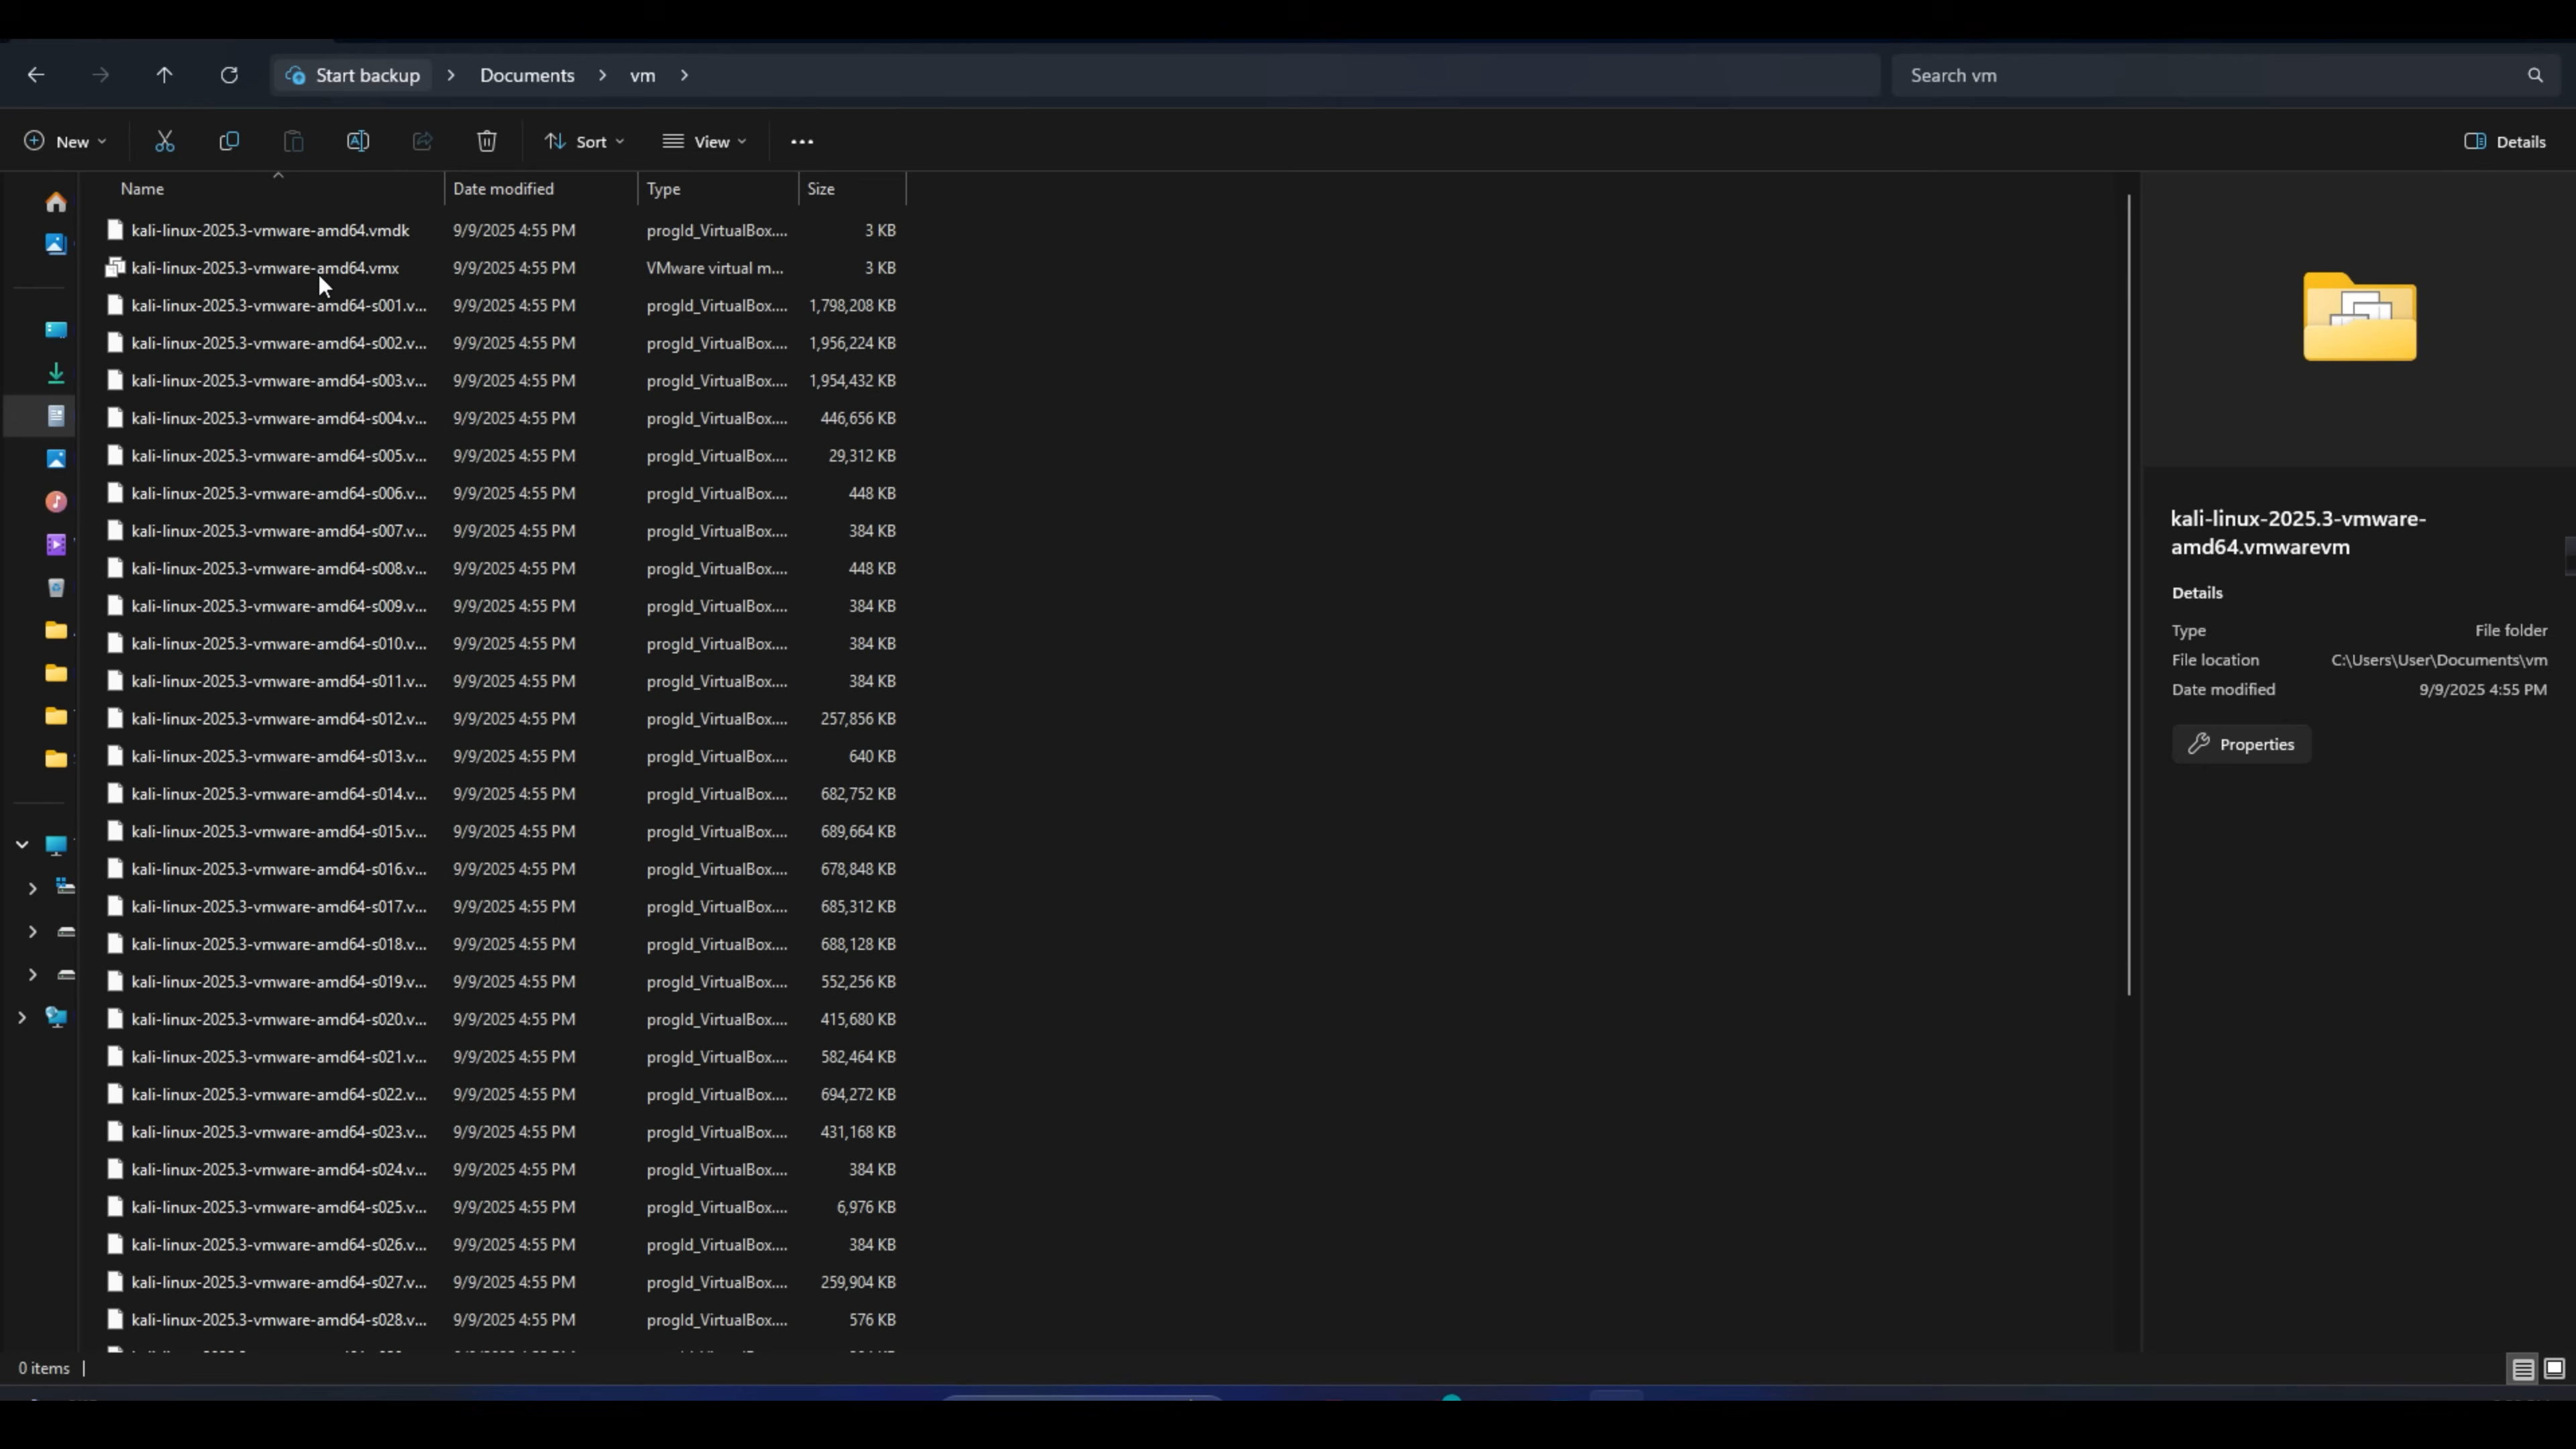 Start backup > Documents > vm >
Search vm
New
Sort
View
Details
Name Date modified Type Size
kali-linux-2025.3-vmware-amd64.vmdk 9/9/2025 4:55 PM progId_VirtualBox.... 3 KB
kali-linux-2025.3-vmware-amd64.vmx 9/9/2025 4:55 PM VMware virtual m... 3 KB
kali-linux-2025.3-vmware-amd64-s001.v... 9/9/2025 4:55 PM progId_VirtualBox.... 1,798,208 KB
kali-linux-2025.3-vmware-amd64-s002.v... 9/9/2025 4:55 PM progId_VirtualBox.... 1,956,224 KB
kali-linux-2025.3-vmware-amd64-s003.v... 9/9/2025 4:55 PM progId_VirtualBox.... 1,954,432 KB
kali-linux-2025.3-vmware-amd64-s004.v... 9/9/2025 4:55 PM progId_VirtualBox.... 446,656 KB
kali-linux-2025.3-vmware-amd64-s005.v... 9/9/2025 4:55 PM progId_VirtualBox.... 29,312 KB
kali-linux-2025.3-vmware-amd64-s006.v... 9/9/2025 4:55 PM progId_VirtualBox.... 448 KB
kali-linux-2025.3-vmware-amd64-s007.v... 9/9/2025 4:55 PM progId_VirtualBox.... 384 KB
kali-linux-2025.3-vmware-amd64-s008.v... 9/9/2025 4:55 PM progId_VirtualBox.... 448 KB
kali-linux-2025.3-vmware-amd64-s009.v... 9/9/2025 4:55 PM progId_VirtualBox.... 384 KB
kali-linux-2025.3-vmware-amd64-s010.v... 9/9/2025 4:55 PM progId_VirtualBox.... 384 KB
kali-linux-2025.3-vmware-amd64-s011.v... 9/9/2025 4:55 PM progId_VirtualBox.... 384 KB
kali-linux-2025.3-vmware-amd64-s012.v... 9/9/2025 4:55 PM progId_VirtualBox.... 257,856 KB
kali-linux-2025.3-vmware-amd64-s013.v... 9/9/2025 4:55 PM progId_VirtualBox.... 640 KB
kali-linux-2025.3-vmware-amd64-s014.v... 9/9/2025 4:55 PM progId_VirtualBox.... 682,752 KB
kali-linux-2025.3-vmware-amd64-s015.v... 9/9/2025 4:55 PM progId_VirtualBox.... 689,664 KB
kali-linux-2025.3-vmware-amd64-s016.v... 9/9/2025 4:55 PM progId_VirtualBox.... 678,848 KB
kali-linux-2025.3-vmware-amd64-s017.v... 9/9/2025 4:55 PM progId_VirtualBox.... 685,312 KB
kali-linux-2025.3-vmware-amd64-s018.v... 9/9/2025 4:55 PM progId_VirtualBox.... 688,128 KB
kali-linux-2025.3-vmware-amd64-s019.v... 9/9/2025 4:55 PM progId_VirtualBox.... 552,256 KB
kali-linux-2025.3-vmware-amd64-s020.v... 9/9/2025 4:55 PM progId_VirtualBox.... 415,680 KB
kali-linux-2025.3-vmware-amd64-s021.v... 9/9/2025 4:55 PM progId_VirtualBox.... 582,464 KB
kali-linux-2025.3-vmware-amd64-s022.v... 9/9/2025 4:55 PM progId_VirtualBox.... 694,272 KB
kali-linux-2025.3-vmware-amd64-s023.v... 9/9/2025 4:55 PM progId_VirtualBox.... 431,168 KB
kali-linux-2025.3-vmware-amd64-s024.v... 9/9/2025 4:55 PM progId_VirtualBox.... 384 KB
kali-linux-2025.3-vmware-amd64-s025.v... 9/9/2025 4:55 PM progId_VirtualBox.... 6,976 KB
kali-linux-2025.3-vmware-amd64-s026.v... 9/9/2025 4:55 PM progId_VirtualBox.... 384 KB
kali-linux-2025.3-vmware-amd64-s027.v... 9/9/2025 4:55 PM progId_VirtualBox.... 259,904 KB
kali-linux-2025.3-vmware-amd64-s028.v... 9/9/2025 4:55 PM progId_VirtualBox.... 576 KB
kali-linux-2025.3-vmware-
amd64.vmwarevm
Details
Type File folder
File location C:\Users\User\Documents\vm
Date modified 9/9/2025 4:55 PM
Properties
0 items